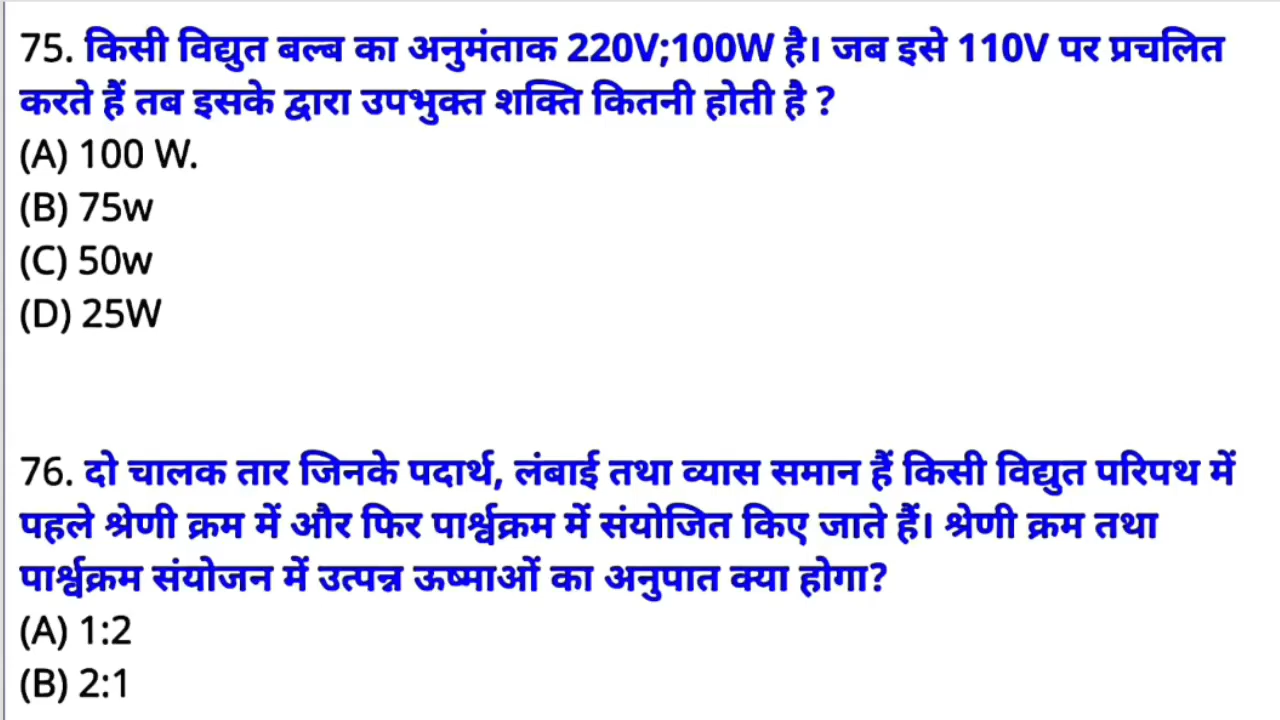 75. किसी विद्युत बल्ब का अनुमंताक 220V;100W है। जब इसे 110V पर प्रचलित
करते हैं तब इसके द्वारा उपभुक्त शक्ति कितनी होती है ?
(A) 100 W.
(B) 75w
(C) 50w
(D) 25W
76. दो चालक तार जिनके पदार्थ, लंबाई तथा व्यास समान हैं किसी विद्युत परिपथ में
पहले श्रेणी क्रम में और फिर पार्श्वक्रम में संयोजित किए जाते हैं। श्रेणी क्रम तथा
पार्श्वक्रम संयोजन में उत्पन्न ऊष्माओं का अनुपात क्या होगा?
(A) 1:2
(B) 2:1